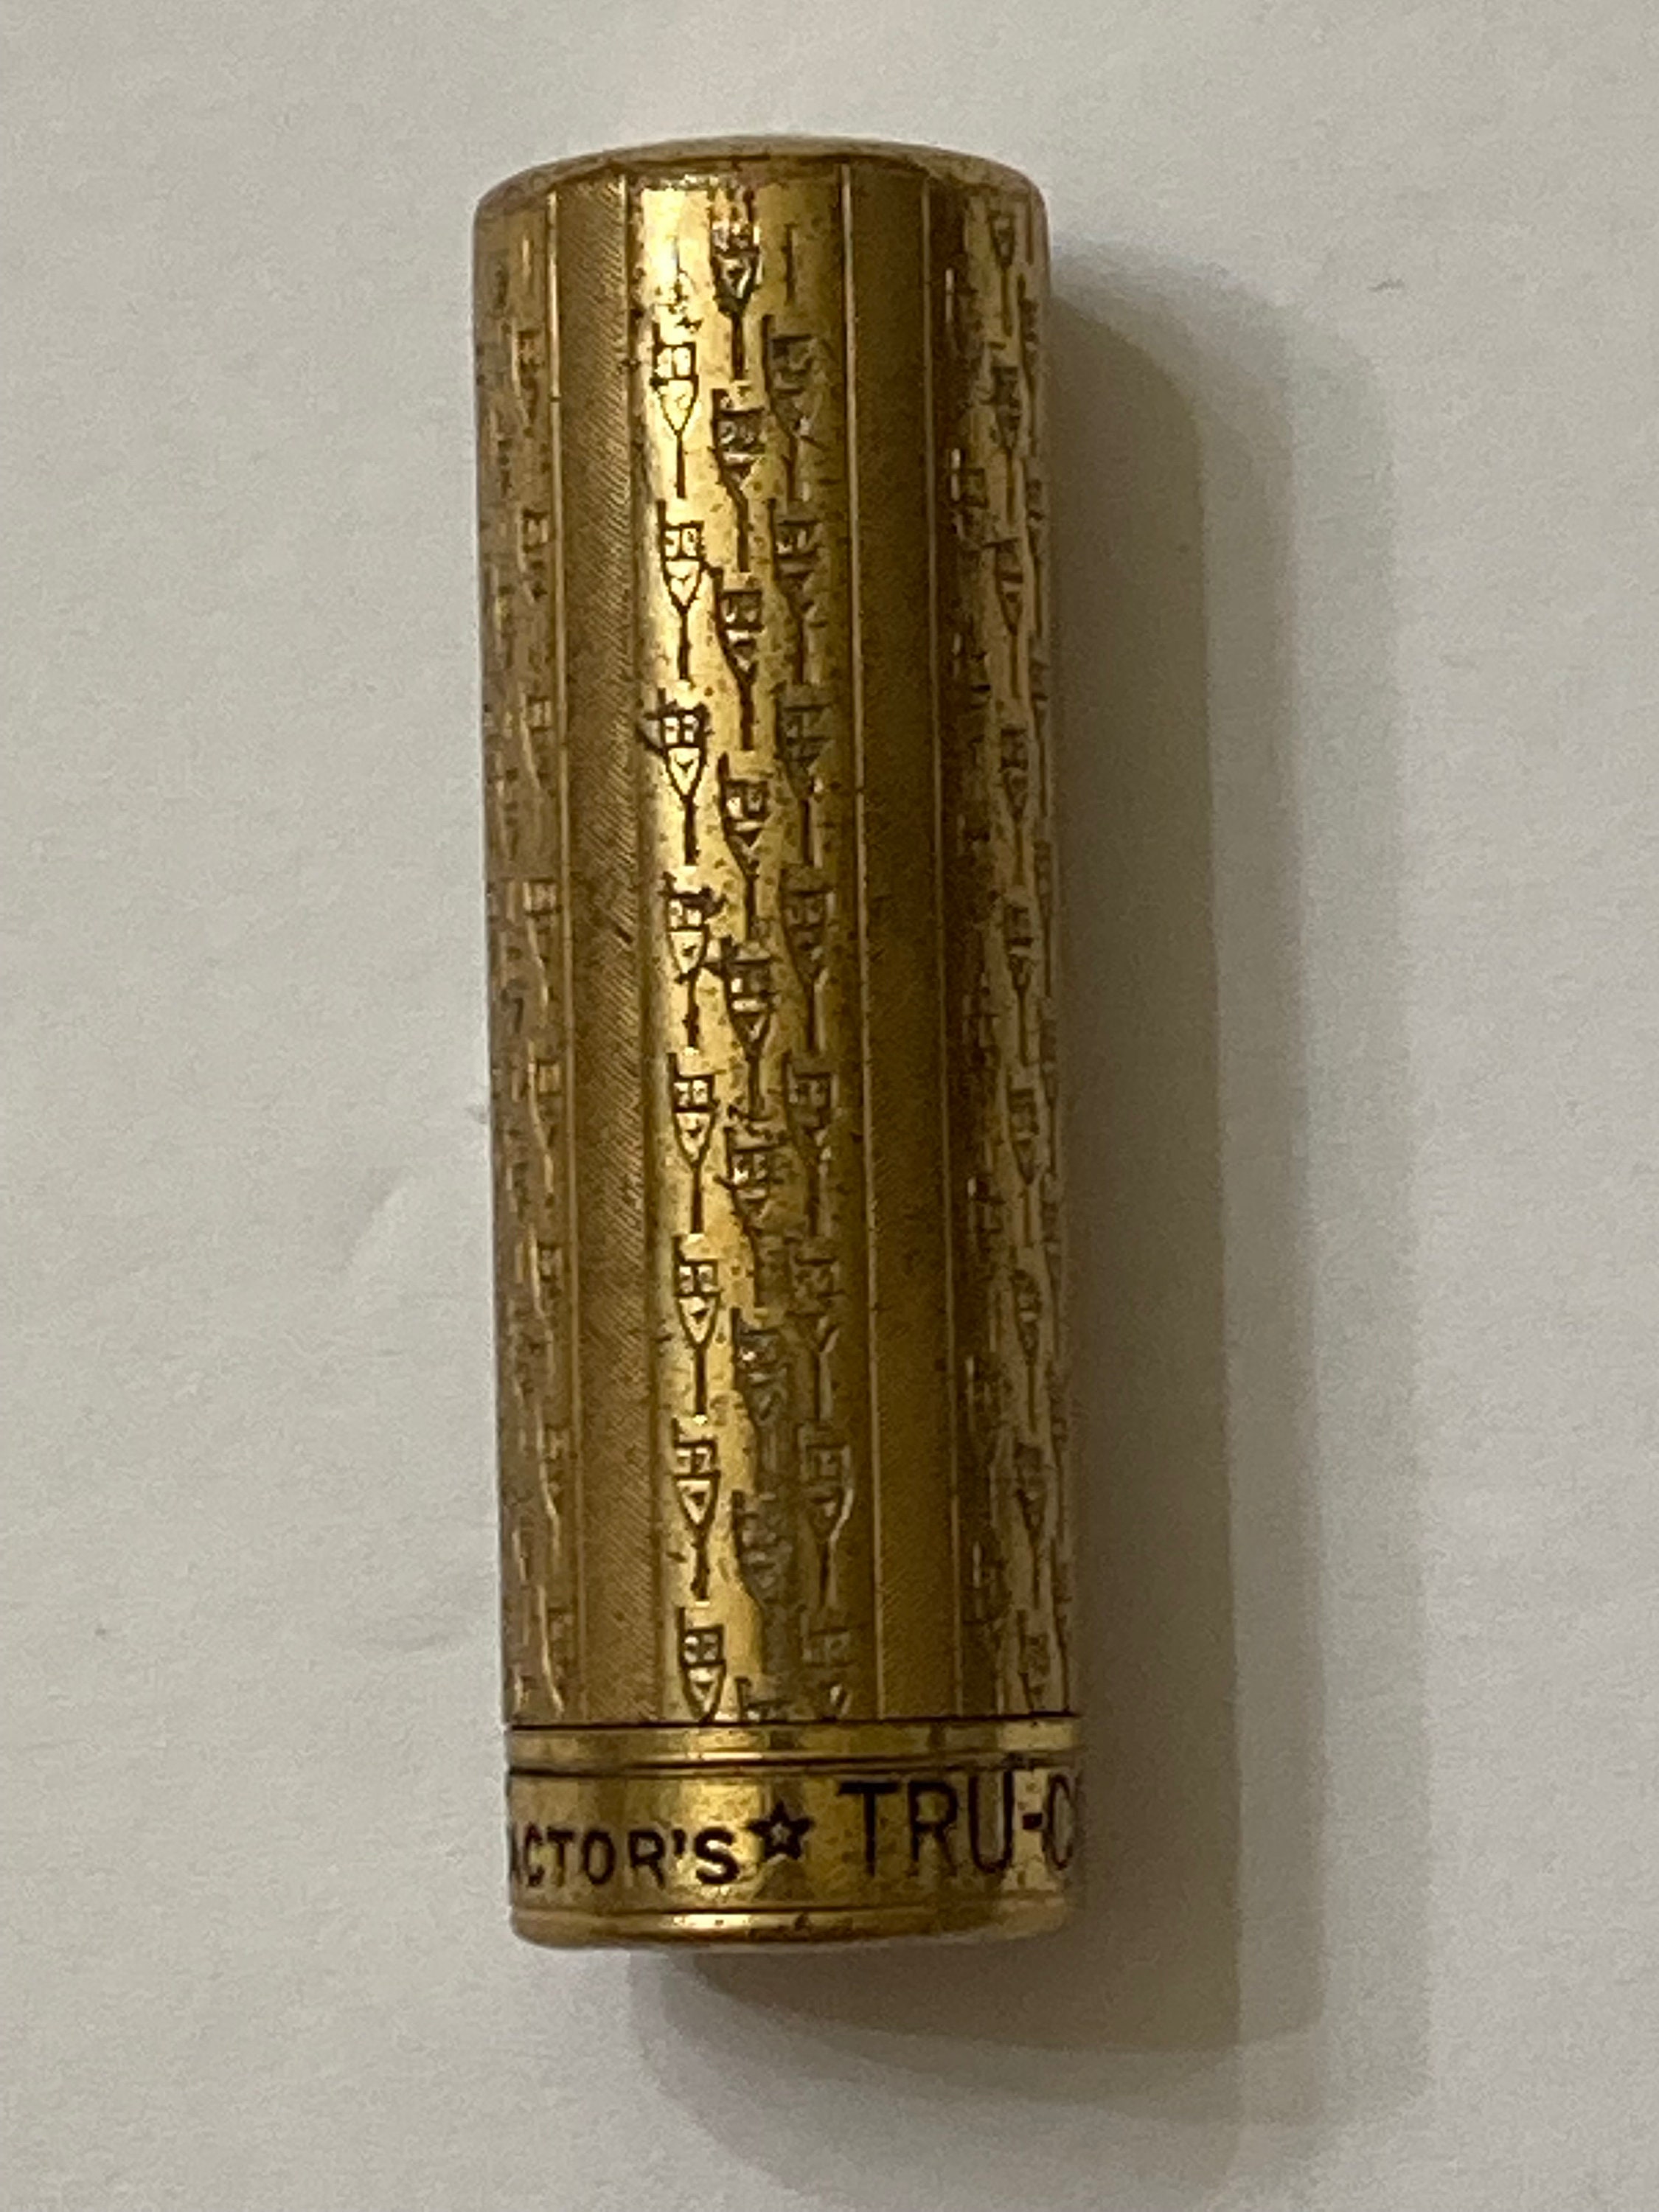 ACTOR'S ☆ TRU-C